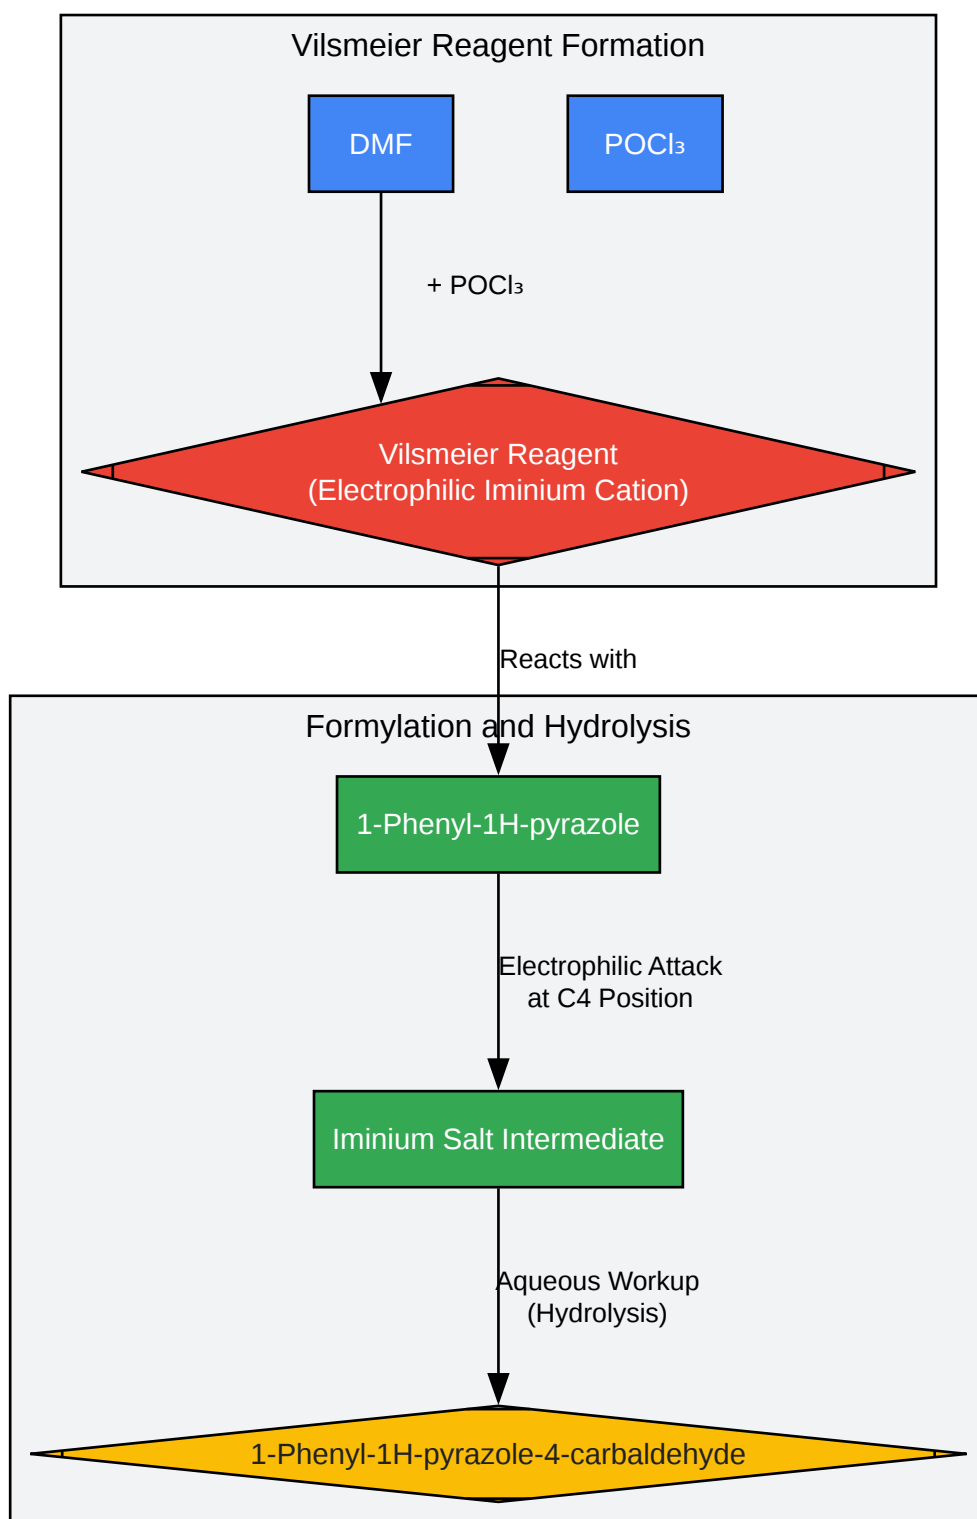 Vilsmeier Reagent Formation
DMF
POCl₃
+ POCl₃
Vilsmeier Reagent
(Electrophilic Iminium Cation)
Reacts with
Formylation and Hydrolysis
1-Phenyl-1H-pyrazole
Electrophilic Attack
at C4 Position
Iminium Salt Intermediate
Aqueous Workup
(Hydrolysis)
1-Phenyl-1H-pyrazole-4-carbaldehyde